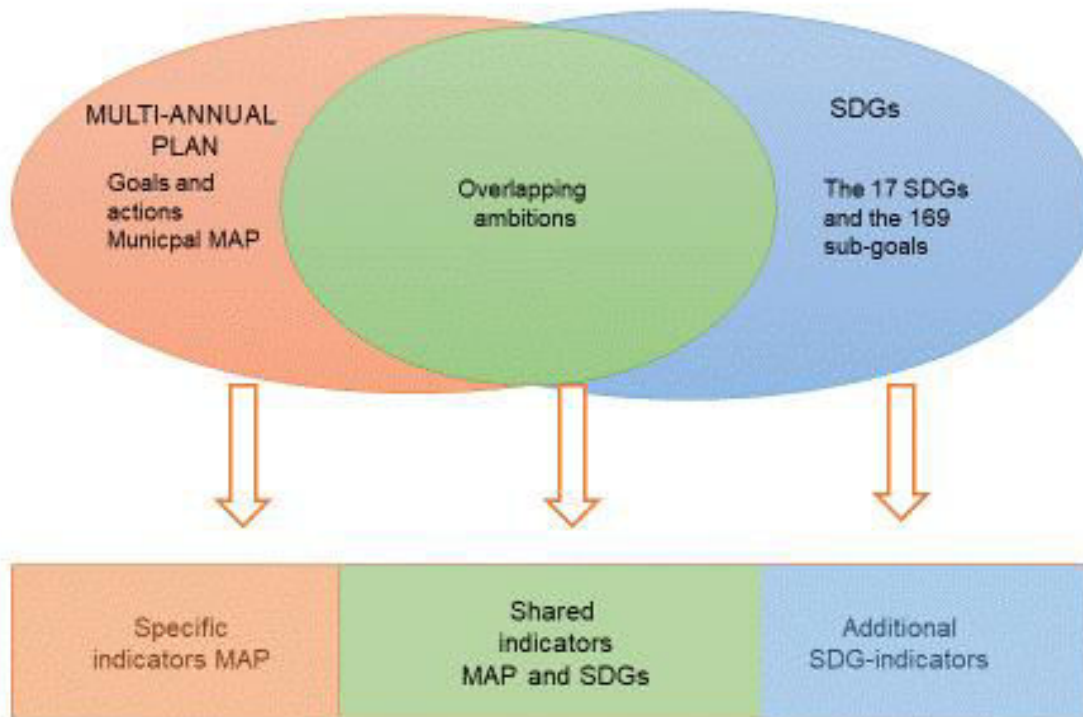 MULTI-ANNUAL
PLAN
Goals and
actions
Municpal MAP
Overlapping
ambitions
SDGs
The 17 SDGs
and the 169
sub-goals
Specific
indicators MAP
Shared
indicators
MAP and SDGs
Additional
SDG-indicators